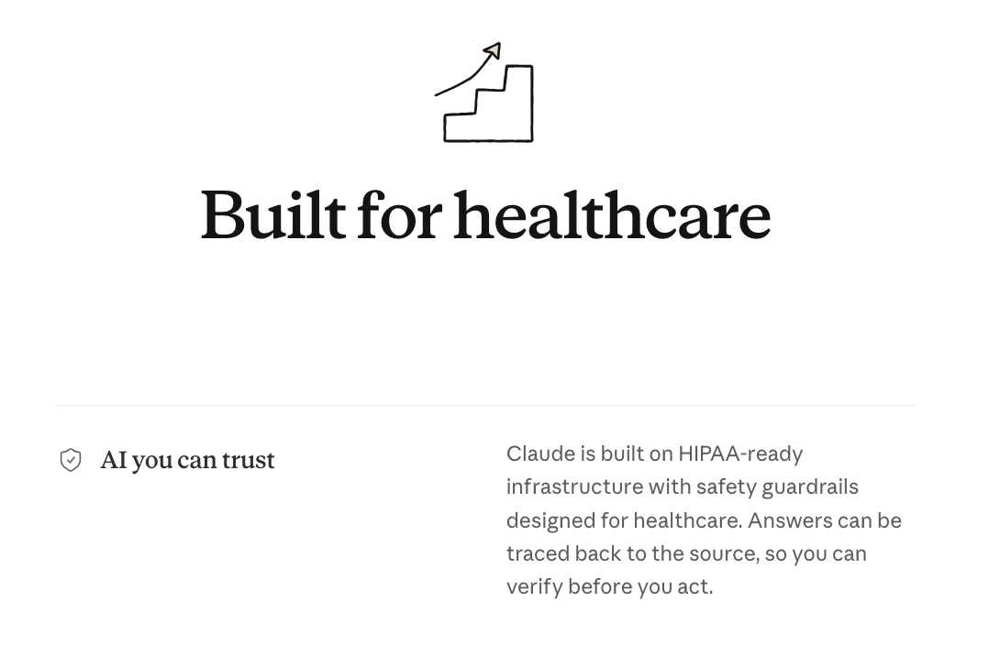 Built for healthcare
AI you can trust
Claude is built on HIPAA-ready
infrastructure with safety guardrails
designed for healthcare. Answers can be
traced back to the source, so you can
verify before you act.